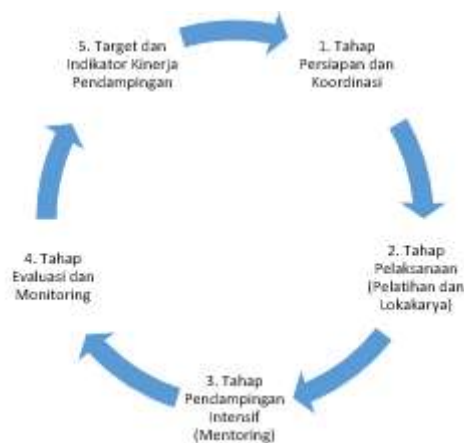 1. Tahap
Persiapan dan
Koordinasi
2. Tahap
Pelaksanaan
(Pelatihan dan
Lokakarya)
3. Tahap
Pendampingan
Intensif
(Mentoring)
4. Tahap
Evaluasi dan
Monitoring
5. Target dan
Indikator Kinerja
Pendampingan